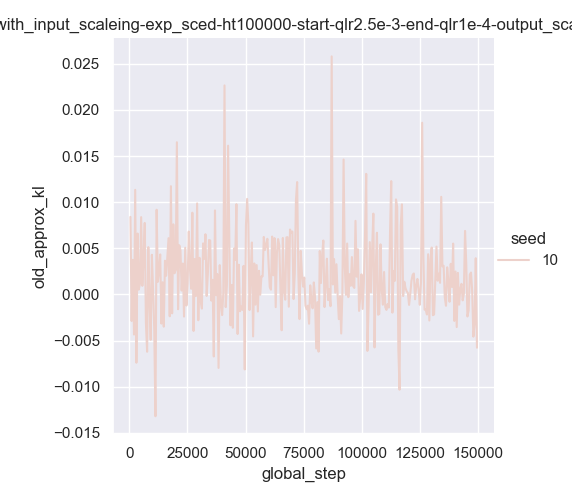 with_input_scaleing-exp_sced-ht100000-start-qlr2.5e-3-end-qlr1e-4-output_sca
0.025
0.020
0.015
0.010
0.005
0.000
−0.005
−0.010
−0.015
old_approx_kl
0 25000 50000 75000 100000 125000 150000
global_step
seed
10